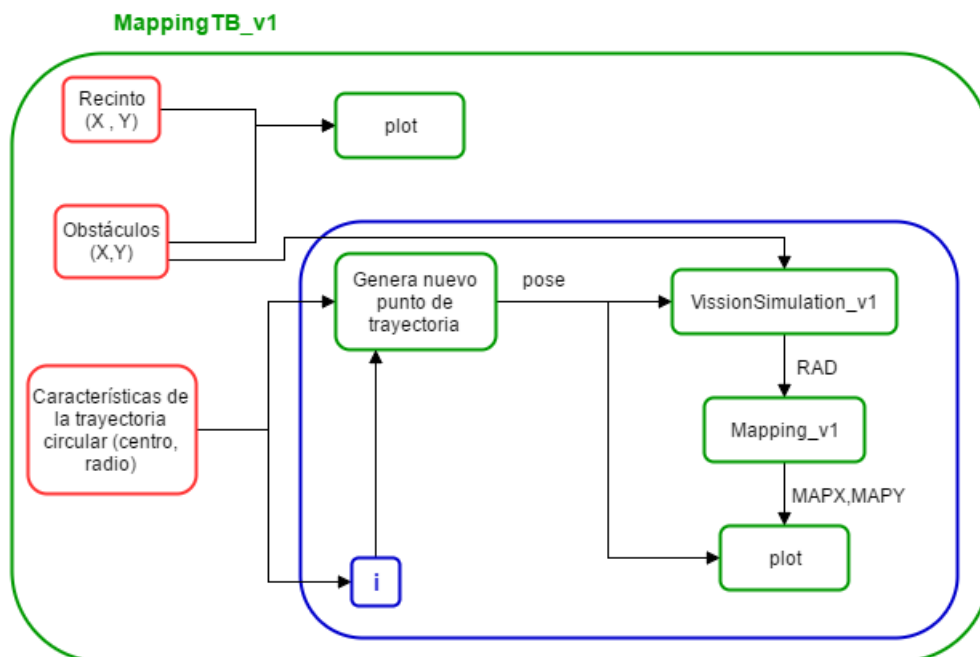 MappingTB_v1
Recinto
(X , Y)
plot
Obstáculos
(X,Y)
Genera nuevo
punto de
trayectoria
pose
VissionSimulation_v1
RAD
Características de
la trayectoria
circular (centro,
radio)
Mapping_v1
MAPX,MAPY
plot
i